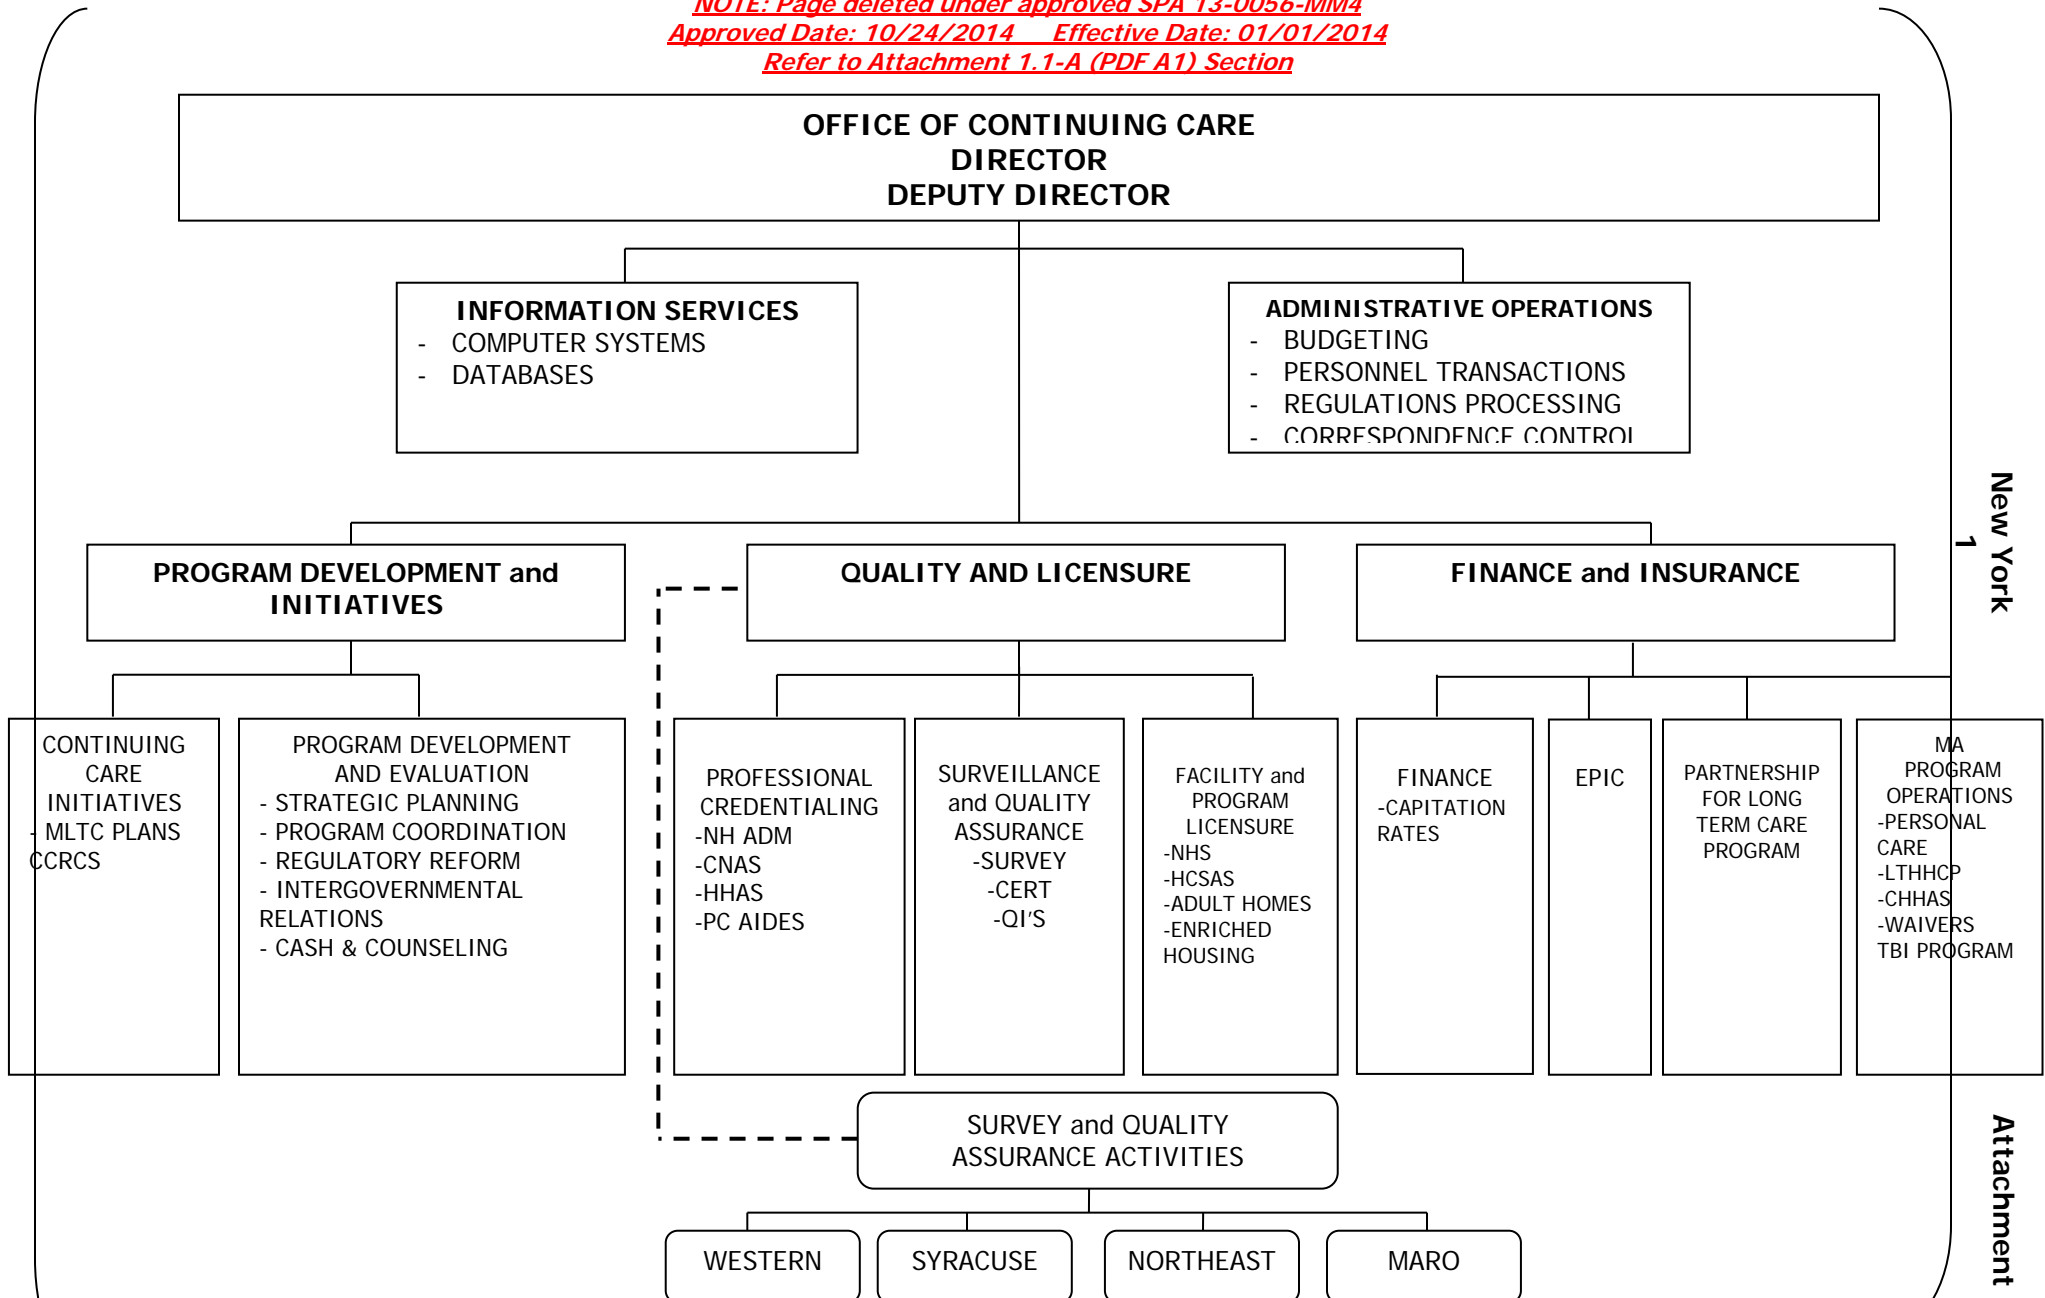 NOTE: Page deleted under approved SPA 13-0056-MM4
Approved Date: 10/24/2014 Effective Date: 01/01/2014
Refer to Attachment 1.1-A (PDF A1) Section
OFFICE OF CONTINUING CARE
DIRECTOR
DEPUTY DIRECTOR
INFORMATION SERVICES
- COMPUTER SYSTEMS
- DATABASES
ADMINISTRATIVE OPERATIONS
- BUDGETING
- PERSONNEL TRANSACTIONS
- REGULATIONS PROCESSING
- CORRESPONDENCE CONTROL
New York
1
PROGRAM DEVELOPMENT and
INITIATIVES
QUALITY AND LICENSURE
FINANCE and INSURANCE
CONTINUING
CARE
INITIATIVES
- MLTC PLANS
CCRCS
PROGRAM DEVELOPMENT
AND EVALUATION
- STRATEGIC PLANNING
- PROGRAM COORDINATION
- REGULATORY REFORM
- INTERGOVERNMENTAL
RELATIONS
- CASH & COUNSELING
PROFESSIONAL
CREDENTIALING
-NH ADM
-CNAS
-HHAS
-PC AIDES
SURVEILLANCE
and QUALITY
ASSURANCE
-SURVEY
-CERT
-QI'S
FACILITY and
PROGRAM
LICENSURE
-NHS
-HCSAS
-ADULT HOMES
-ENRICHED
HOUSING
FINANCE
-CAPITATION
RATES
EPIC
PARTNERSHIP
FOR LONG
TERM CARE
PROGRAM
MA
PROGRAM
OPERATIONS
-PERSONAL
CARE
-LTHHCP
-CHHAS
-WAIVERS
TBI PROGRAM
SURVEY and QUALITY
ASSURANCE ACTIVITIES
Attachment
WESTERN
SYRACUSE
NORTHEAST
MARO